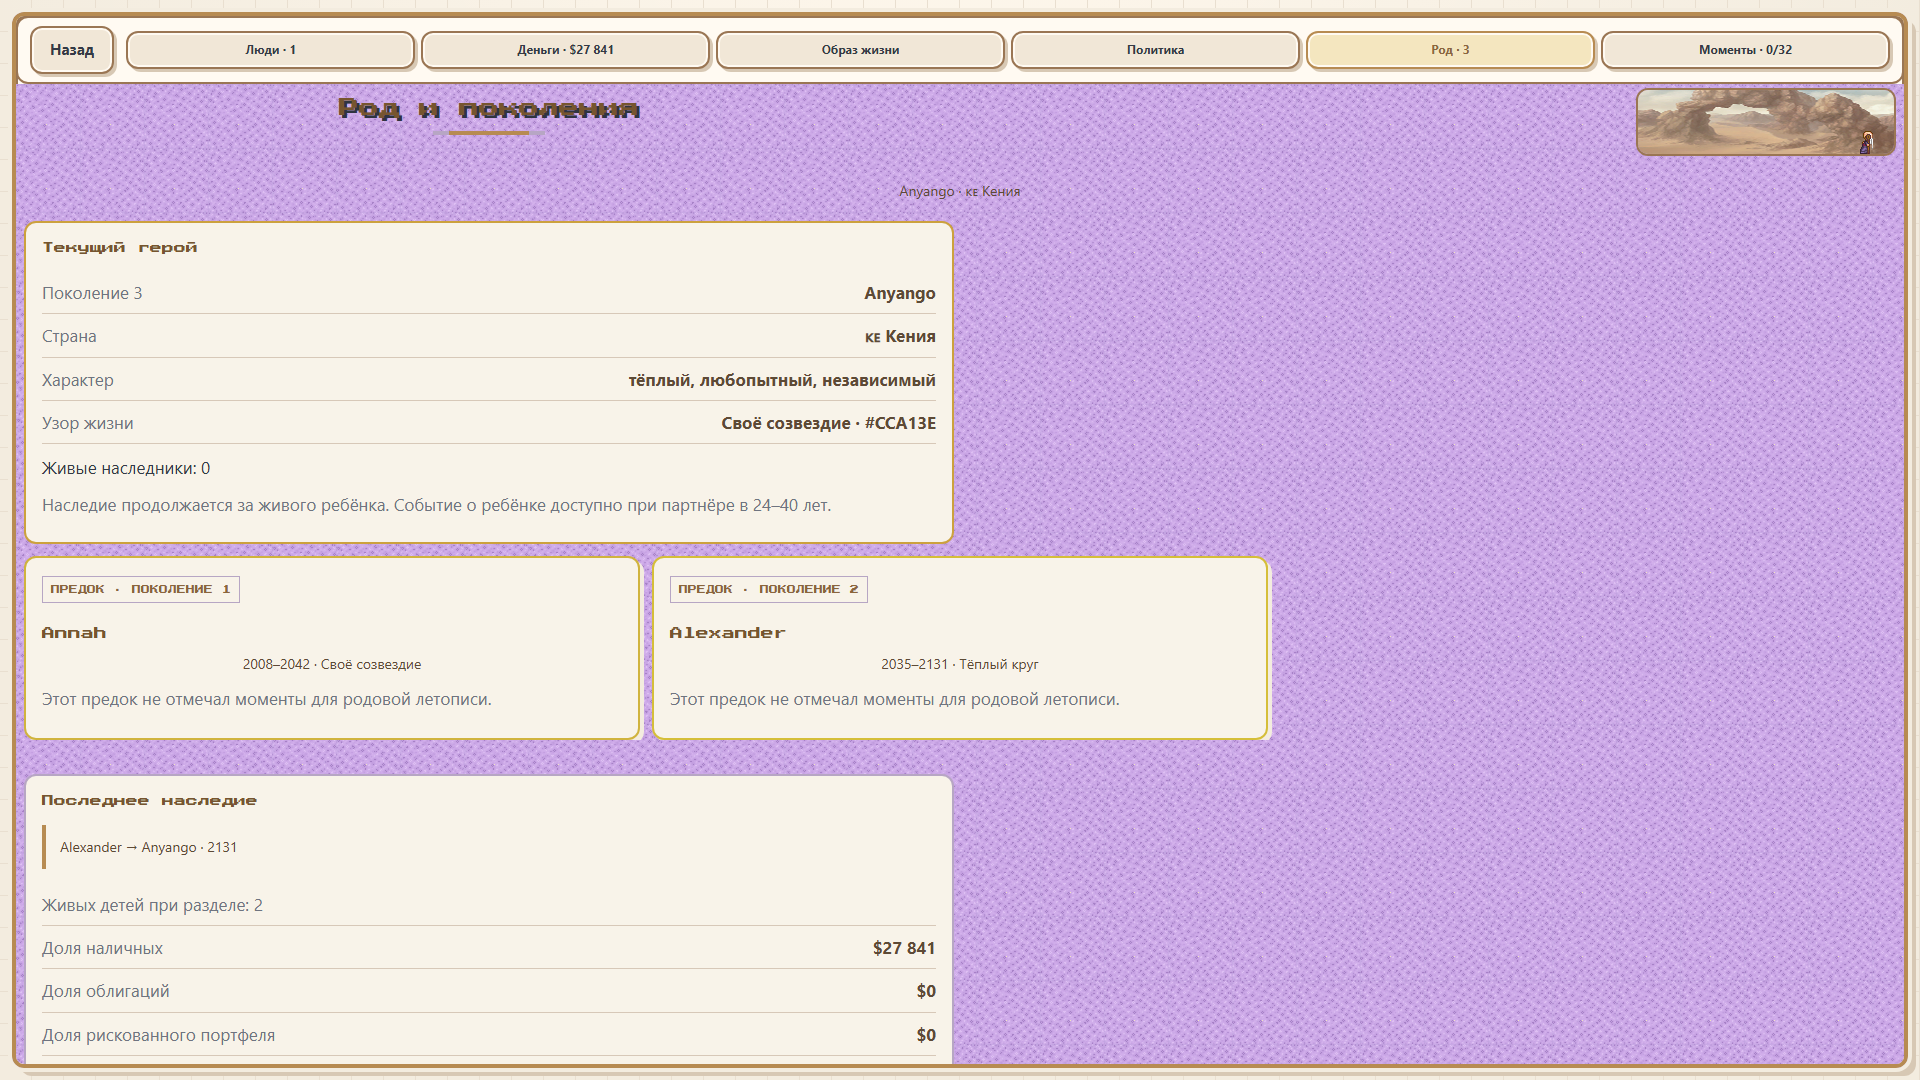 Назад
Люди · 1
Деньги · $27 841
Образ жизни
Политика
Род · 3
Моменты · 0/32
Род и поколения
Anyango · KE Кения
Текущий герой
Поколение 3 Anyango
Страна KE Кения
Характер тёплый, любопытный, независимый
Узор жизни Своё созвездие · #CCA13E
Живые наследники: 0
Наследие продолжается за живого ребёнка. Событие о ребёнке доступно при партнёре в 24–40 лет.
ПРЕДОК · ПОКОЛЕНИЕ 1
Annah
2008–2042 · Своё созвездие
Этот предок не отмечал моменты для родовой летописи.
ПРЕДОК · ПОКОЛЕНИЕ 2
Alexander
2035–2131 · Тёплый круг
Этот предок не отмечал моменты для родовой летописи.
Последнее наследие
Alexander → Anyango · 2131
Живых детей при разделе: 2
Доля наличных $27 841
Доля облигаций $0
Доля рискованного портфеля $0